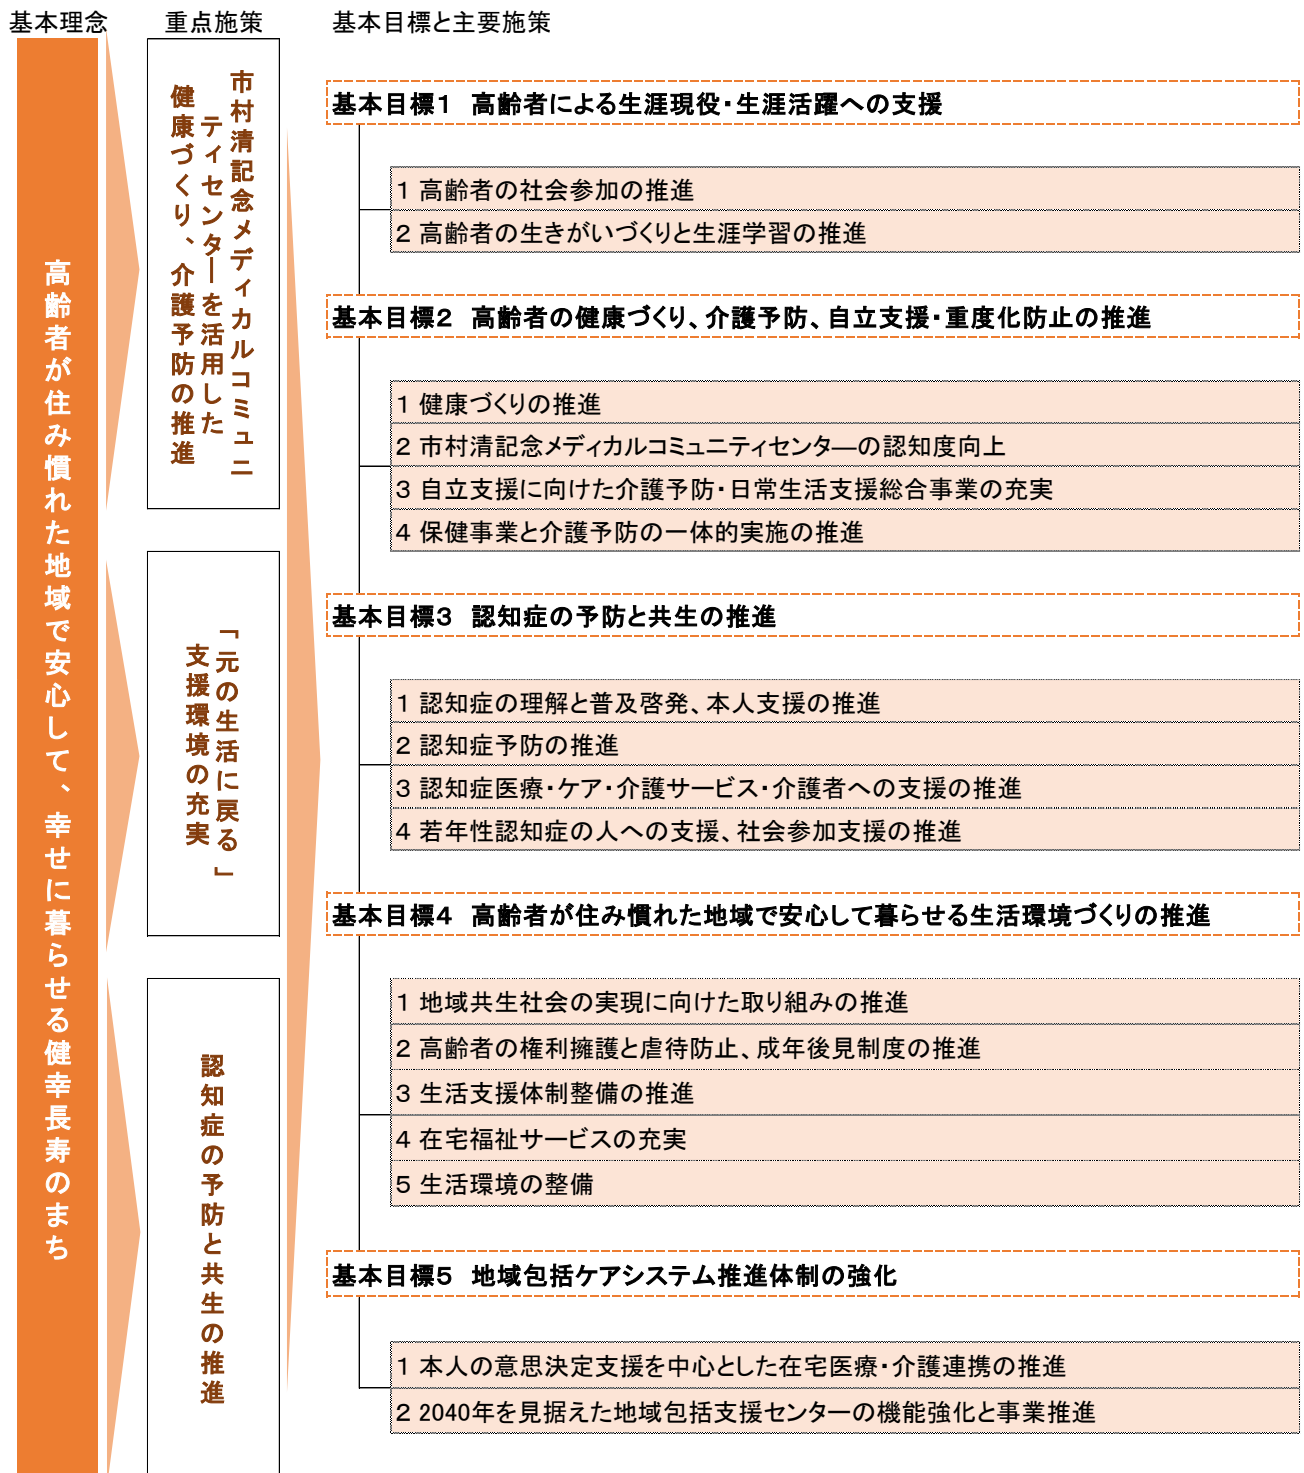 基本理念
重点施策
基本目標と主要施策
高齢者が住み慣れた地域で安心して、幸せに暮らせる健幸長寿のまち
市村清記念メディカルコミュニ
ティセンタ―を活用した
健康づくり、介護予防の推進
「元の生活に戻る」
支援環境の充実
認知症の予防と共生の推進
基本目標１ 高齢者による生涯現役・生涯活躍への支援
１ 高齢者の社会参加の推進
２ 高齢者の生きがいづくりと生涯学習の推進
基本目標２ 高齢者の健康づくり、介護予防、自立支援・重度化防止の推進
１ 健康づくりの推進
２ 市村清記念メディカルコミュニティセンタ―の認知度向上
３ 自立支援に向けた介護予防・日常生活支援総合事業の充実
４ 保健事業と介護予防の一体的実施の推進
基本目標３ 認知症の予防と共生の推進
１ 認知症の理解と普及啓発、本人支援の推進
２ 認知症予防の推進
３ 認知症医療・ケア・介護サービス・介護者への支援の推進
４ 若年性認知症の人への支援、社会参加支援の推進
基本目標４ 高齢者が住み慣れた地域で安心して暮らせる生活環境づくりの推進
１ 地域共生社会の実現に向けた取り組みの推進
２ 高齢者の権利擁護と虐待防止、成年後見制度の推進
３ 生活支援体制整備の推進
４ 在宅福祉サービスの充実
５ 生活環境の整備
基本目標５ 地域包括ケアシステム推進体制の強化
１ 本人の意思決定支援を中心とした在宅医療・介護連携の推進
２ 2040年を見据えた地域包括支援センターの機能強化と事業推進